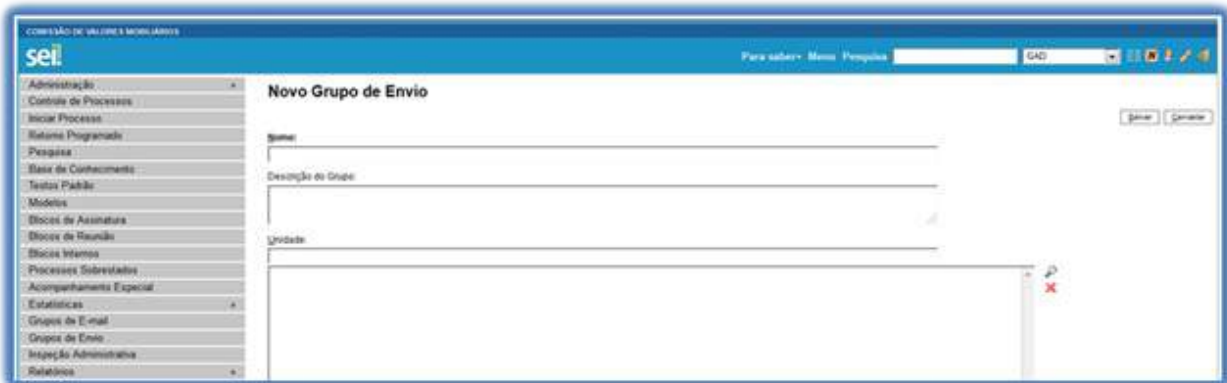 COMISSÃO DE VALORES MOBILIÁRIOS
sei!
Para saber+ Menu Pesquisa
GAD
Administração
Controle de Processos
Iniciar Processo
Retorno Programado
Pesquisa
Base de Conhecimento
Textos Padrão
Modelos
Blocos de Assinatura
Blocos de Reunião
Blocos Internos
Processos Sobrestados
Acompanhamento Especial
Estatísticas
Grupos de E-mail
Grupos de Envio
Inspeção Administrativa
Relatórios
Novo Grupo de Envio
Salvar Cancelar
Nome:
Descrição do Grupo:
Unidade: